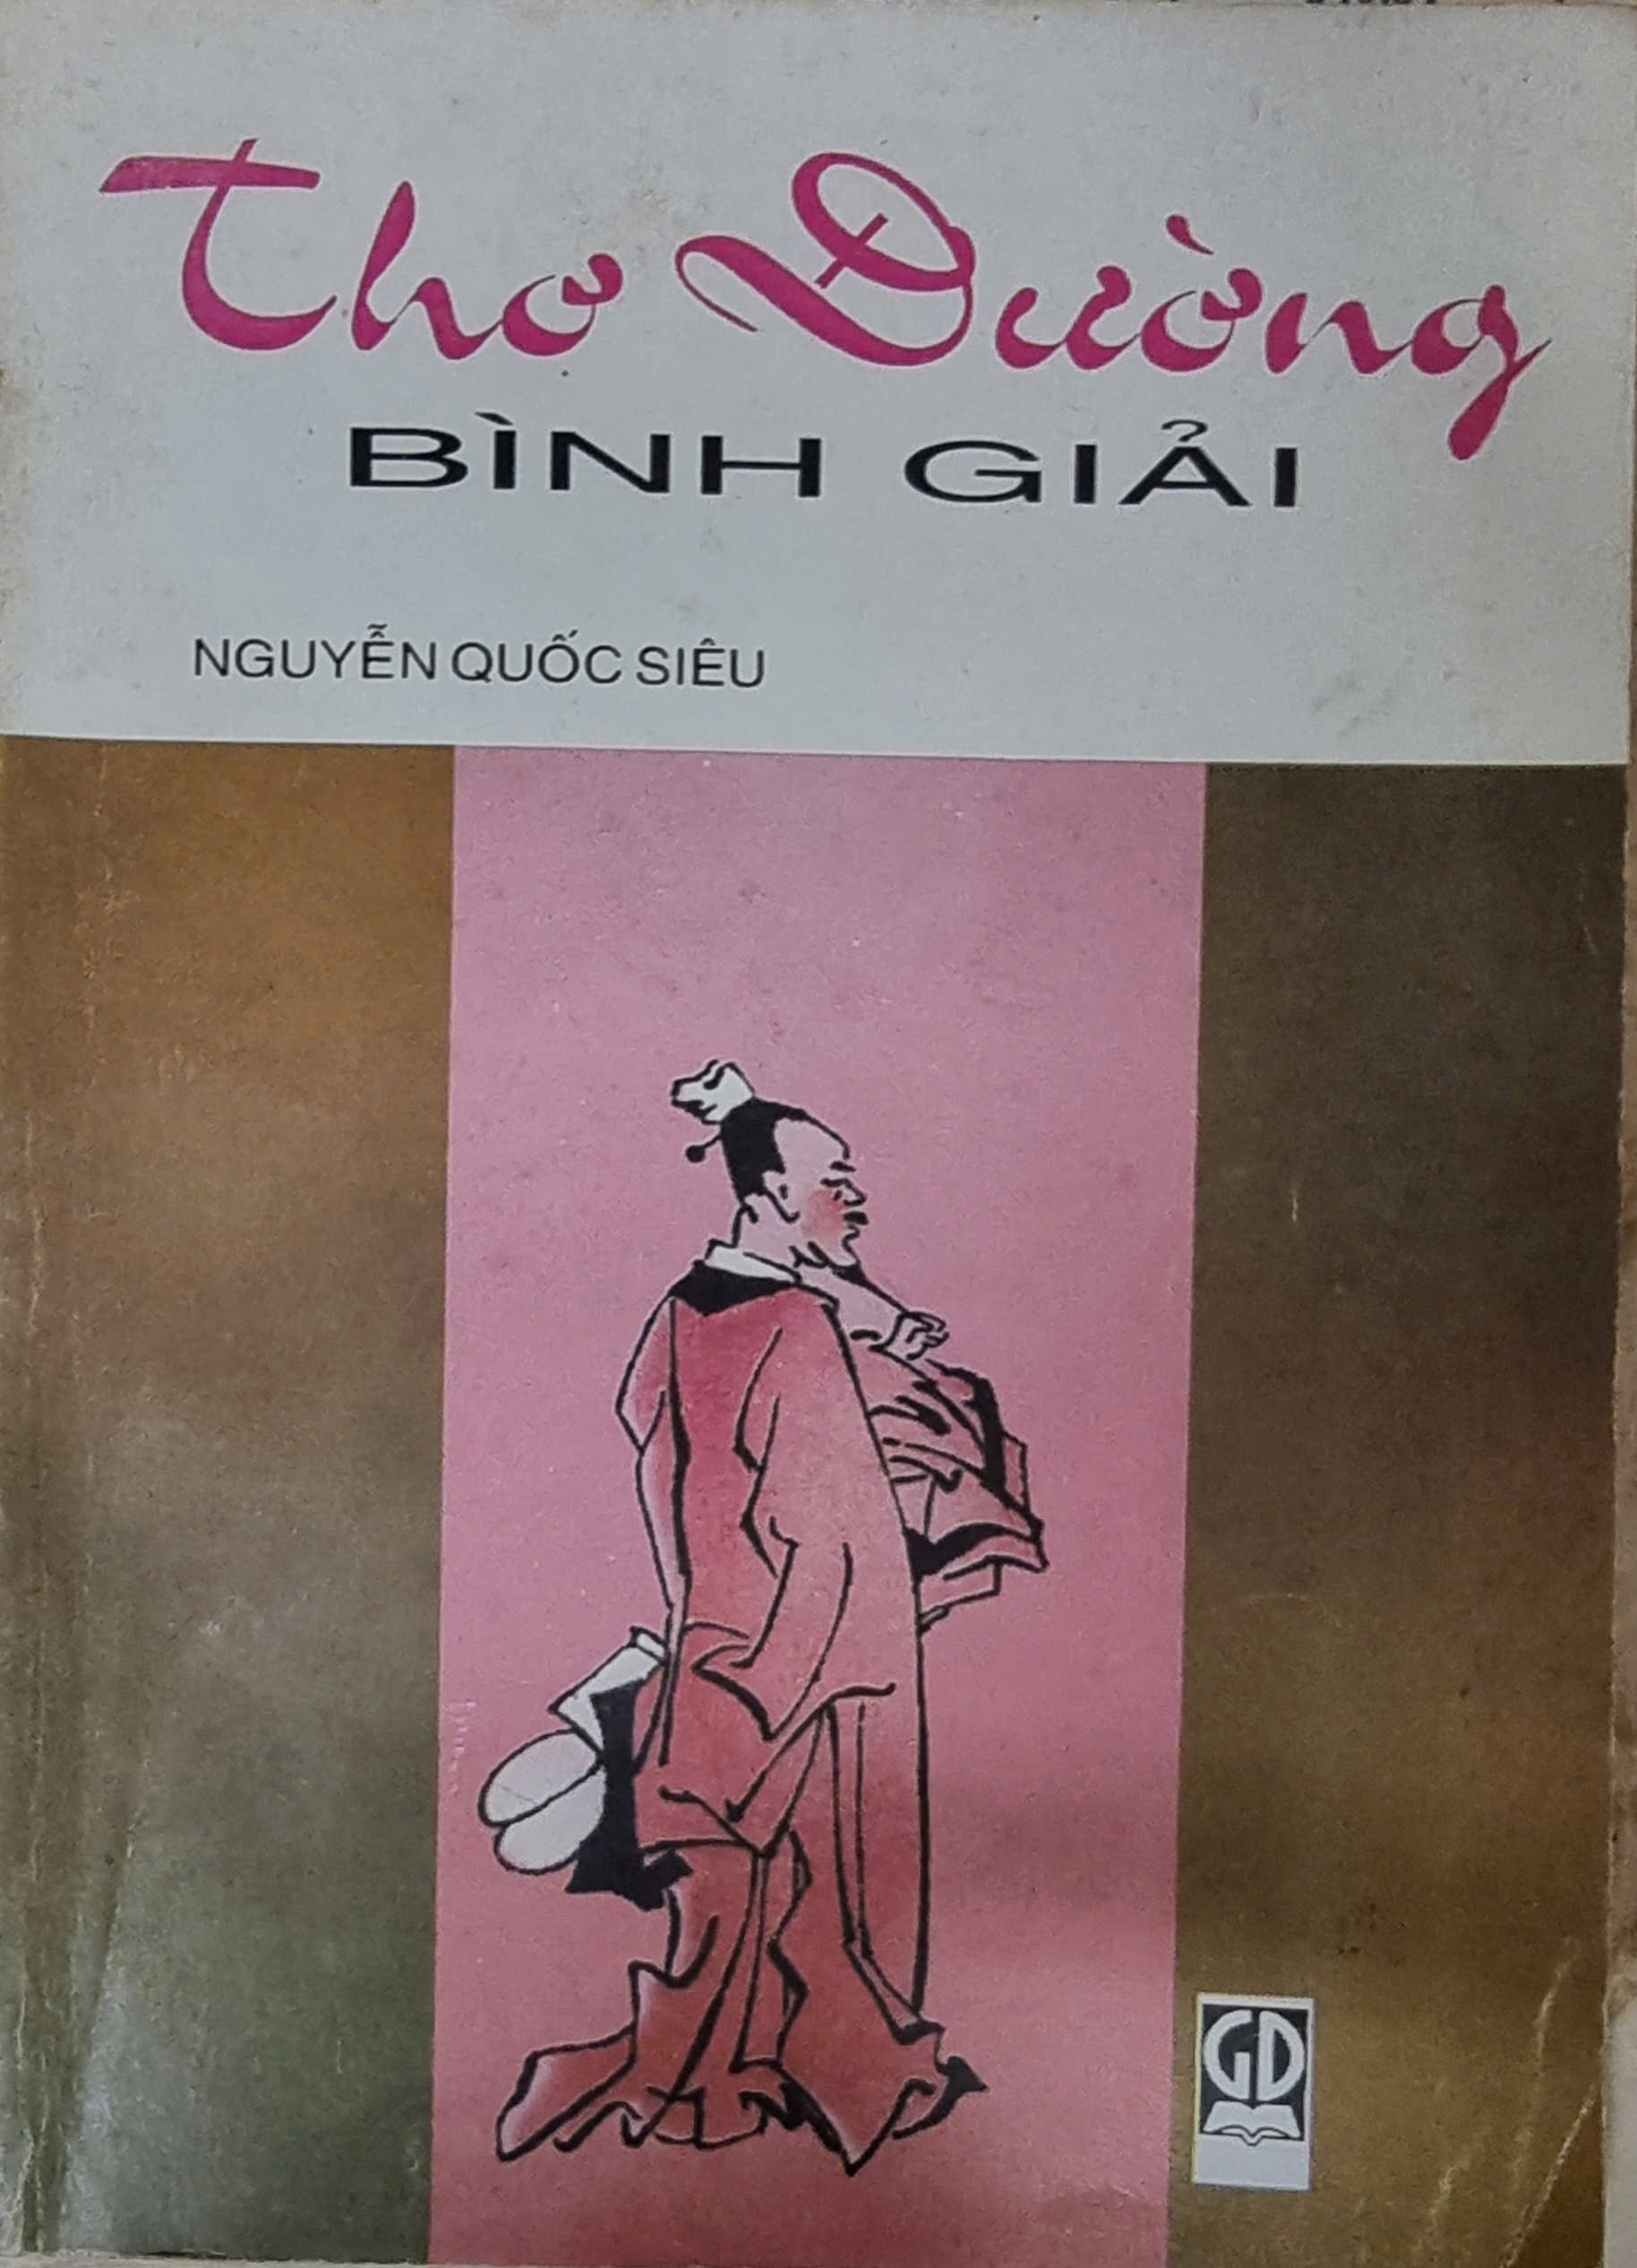 Thơ Đường
BÌNH GIẢI
NGUYỄN QUỐC SIÊU
GD